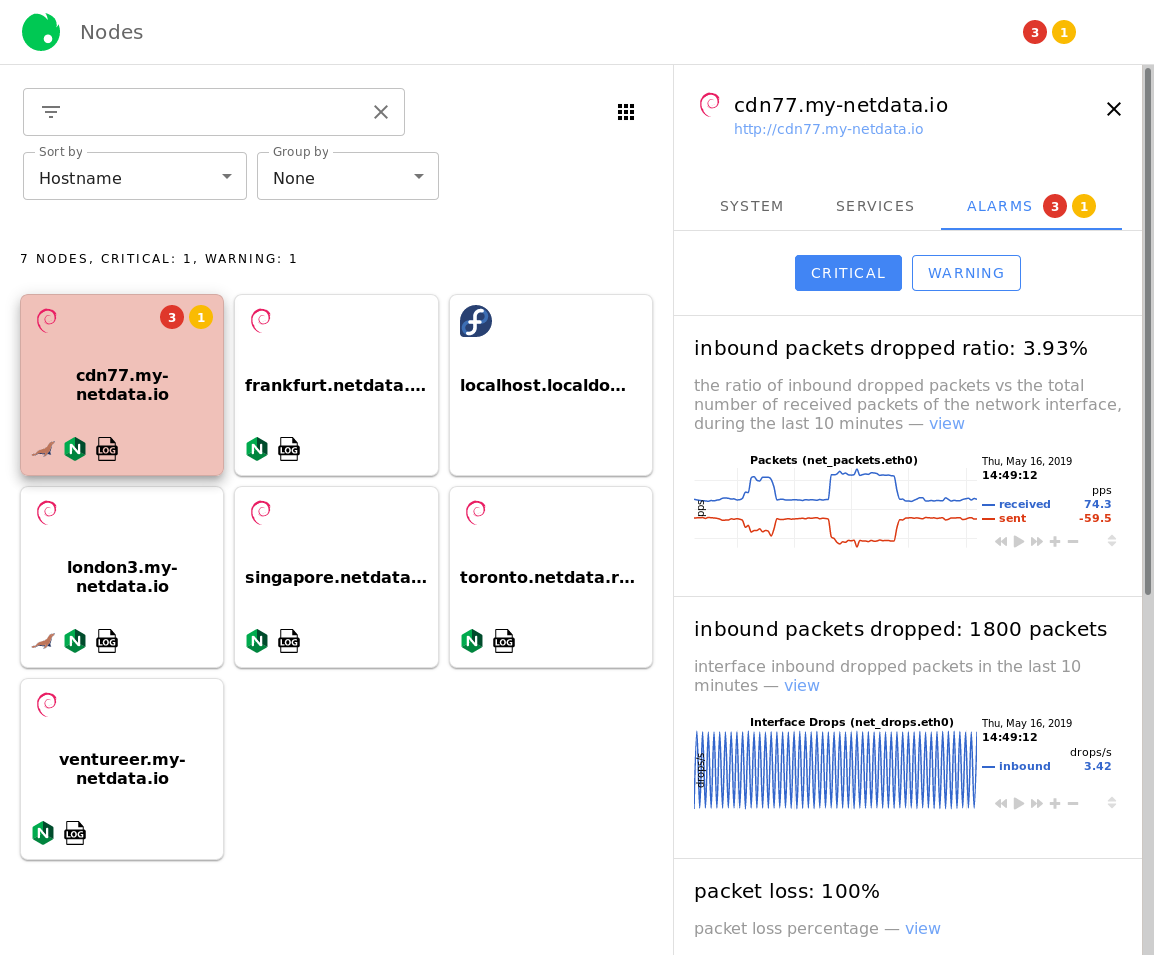 Nodes
3 1
Sort by
Hostname
Group by
None
7 NODES, CRITICAL: 1, WARNING: 1
3 1
cdn77.my-
netdata.io
N LOG
frankfurt.netdata....
N LOG
localhost.localdo...
london3.my-
netdata.io
N LOG
singapore.netdata...
N LOG
toronto.netdata.r...
N LOG
ventureer.my-
netdata.io
N LOG
cdn77.my-netdata.io
http://cdn77.my-netdata.io
SYSTEM SERVICES ALARMS 3 1
CRITICAL WARNING
inbound packets dropped ratio: 3.93%
the ratio of inbound dropped packets vs the total
number of received packets of the network interface,
during the last 10 minutes — view
Packets (net_packets.eth0)
pps
Thu, May 16, 2019
14:49:12
pps
received 74.3
sent -59.5
inbound packets dropped: 1800 packets
interface inbound dropped packets in the last 10
minutes — view
Interface Drops (net_drops.eth0)
drops/s
Thu, May 16, 2019
14:49:12
drops/s
inbound 3.42
packet loss: 100%
packet loss percentage — view